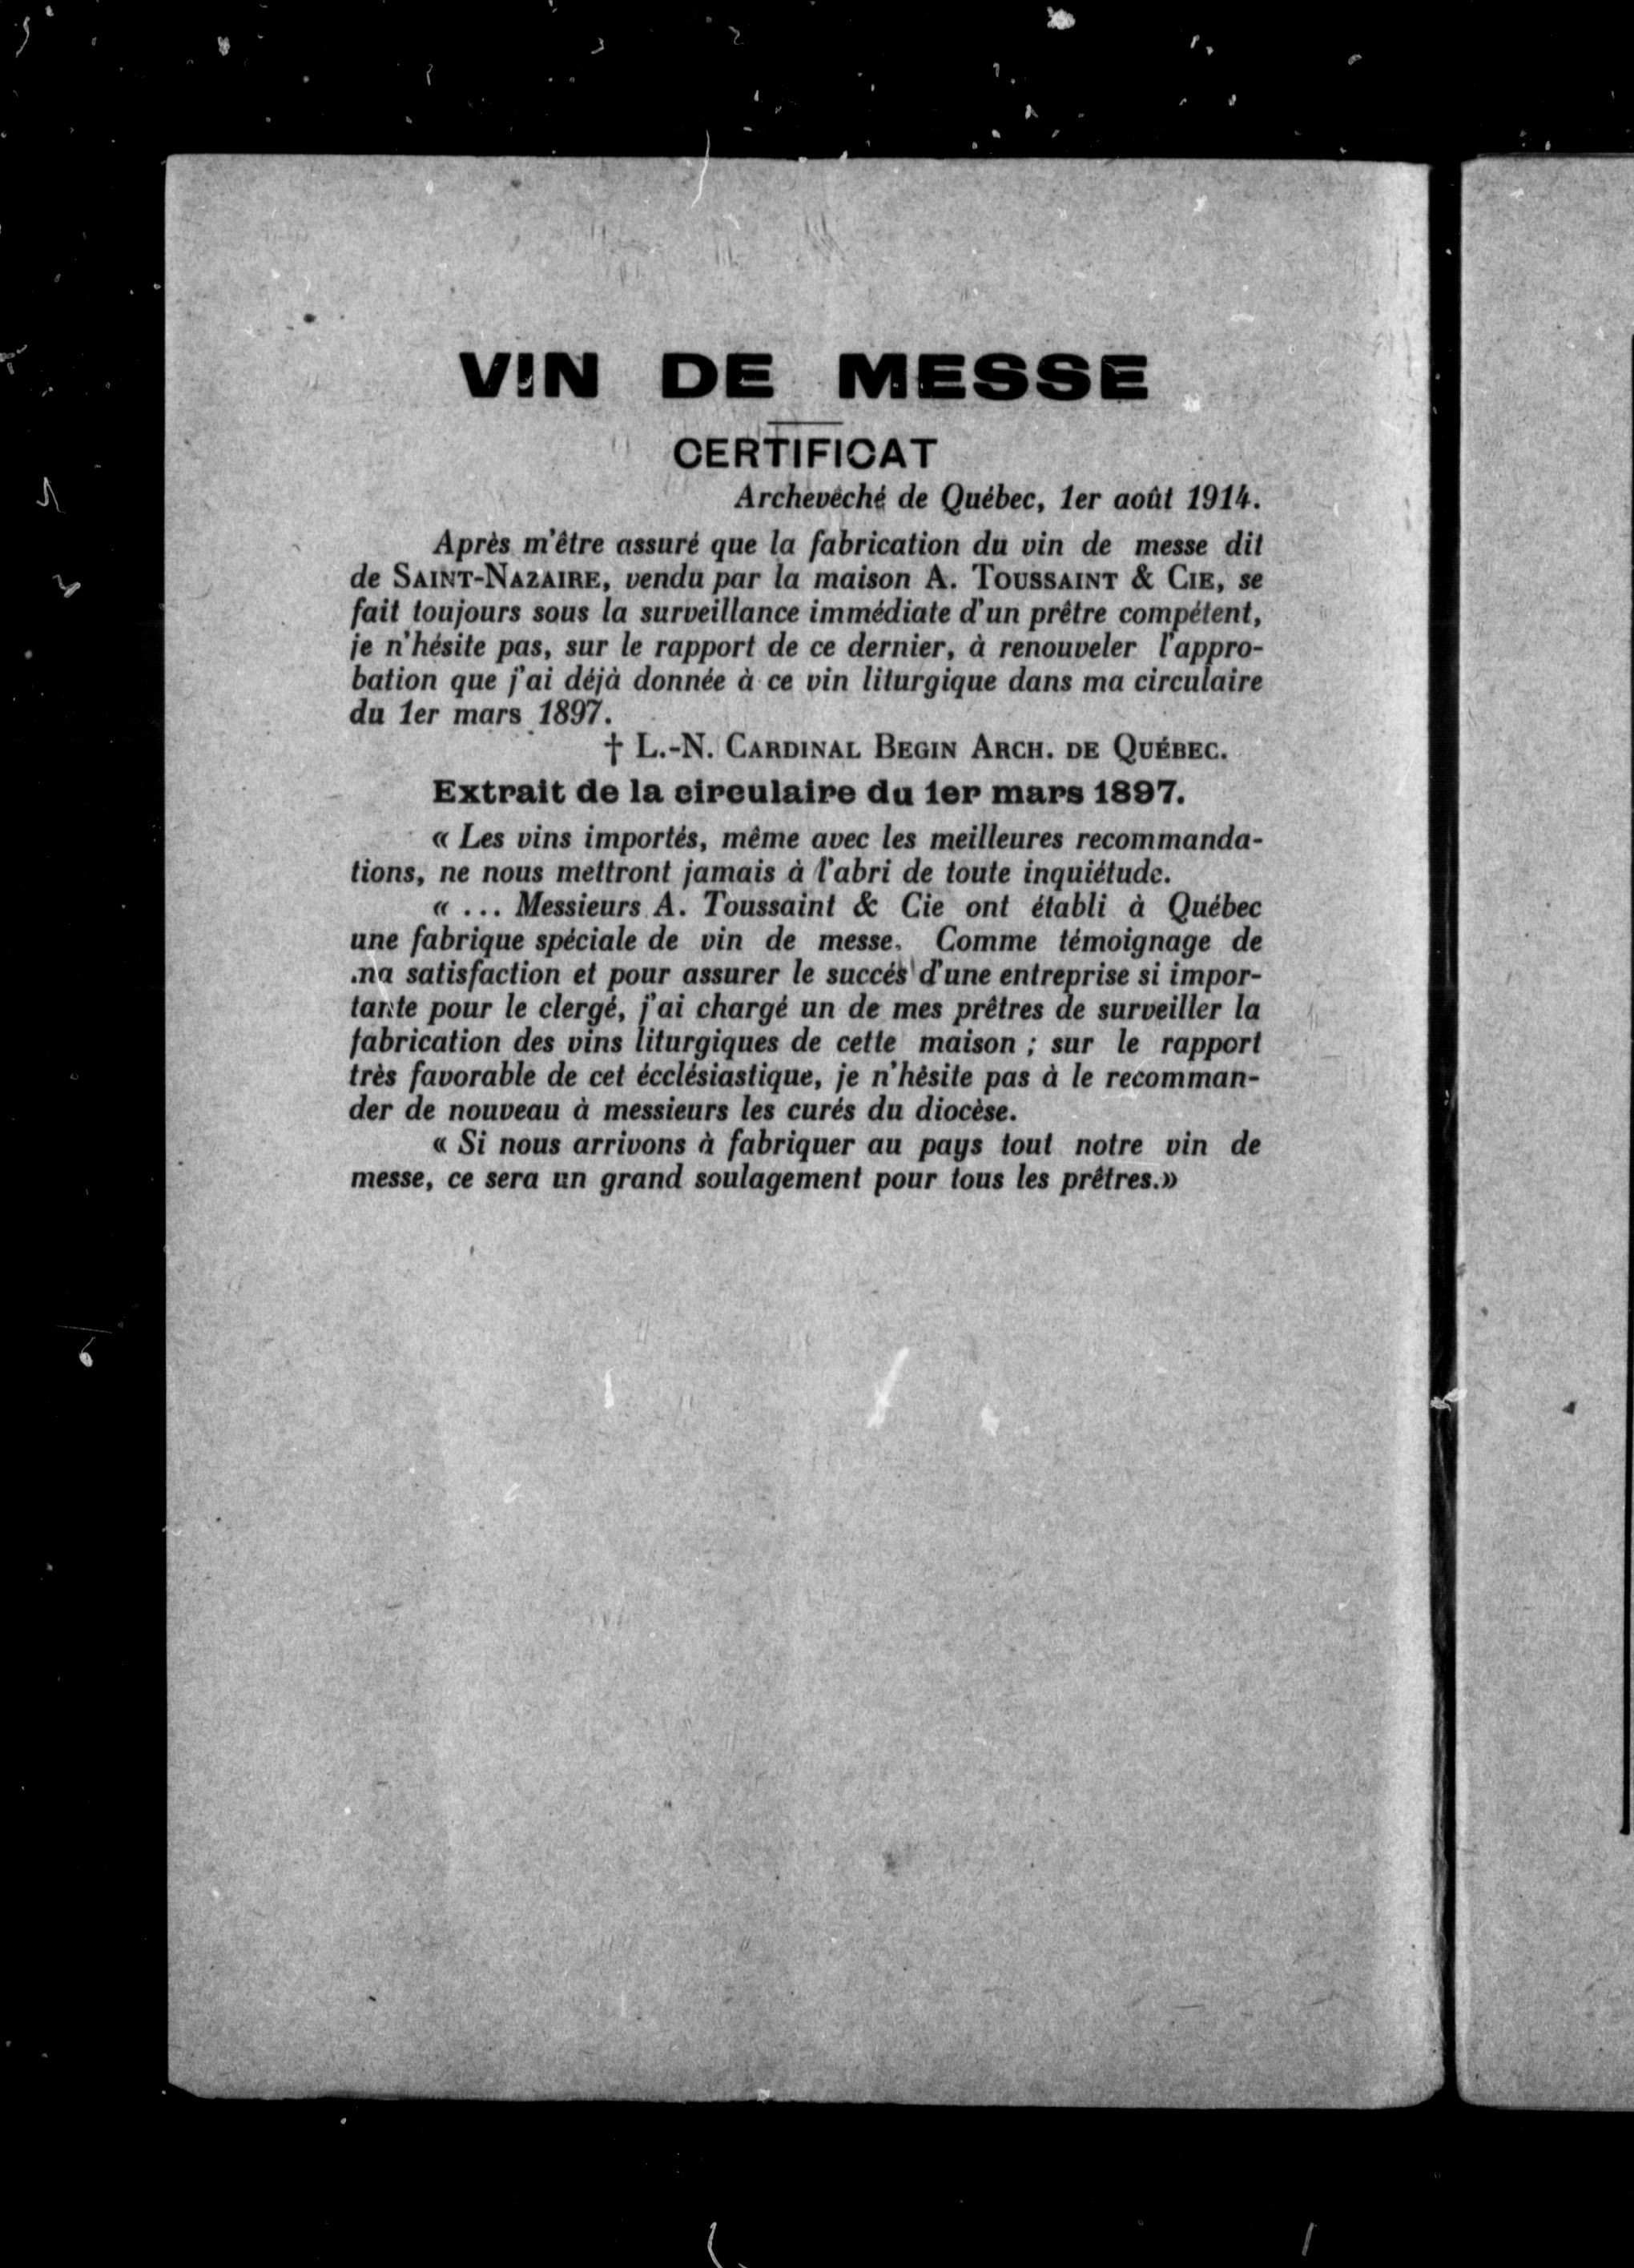 VIN DE MESSE
CERTIFICAT
Archevêché de Québec, 1er août 1914.
Après m'être assuré que la fabrication du vin de messe dit
de SAINT-NAZAIRE, vendu par la maison A. TOUSSAINT & CIE, se
fait toujours sous la surveillance immédiate d'un prêtre compétent,
je n'hésite pas, sur le rapport de ce dernier, à renouveler l'appro-
bation que j'ai déjà donnée à ce vin liturgique dans ma circulaire
du 1er mars 1897.
† L.-N. CARDINAL BEGIN ARCH. DE QUÉBEC.
Extrait de la circulaire du 1er mars 1897.
« Les vins importés, même avec les meilleures recommanda-
tions, ne nous mettront jamais à l'abri de toute inquiétude.
« ... Messieurs A. Toussaint & Cie ont établi à Québec
une fabrique spéciale de vin de messe. Comme témoignage de
ma satisfaction et pour assurer le succés d'une entreprise si impor-
tante pour le clergé, j'ai chargé un de mes prêtres de surveiller la
fabrication des vins liturgiques de cette maison ; sur le rapport
très favorable de cet écclésiastique, je n'hèsite pas à le recomman-
der de nouveau à messieurs les curés du diocèse.
« Si nous arrivons à fabriquer au pays tout notre vin de
messe, ce sera un grand soulagement pour tous les prêtres.»